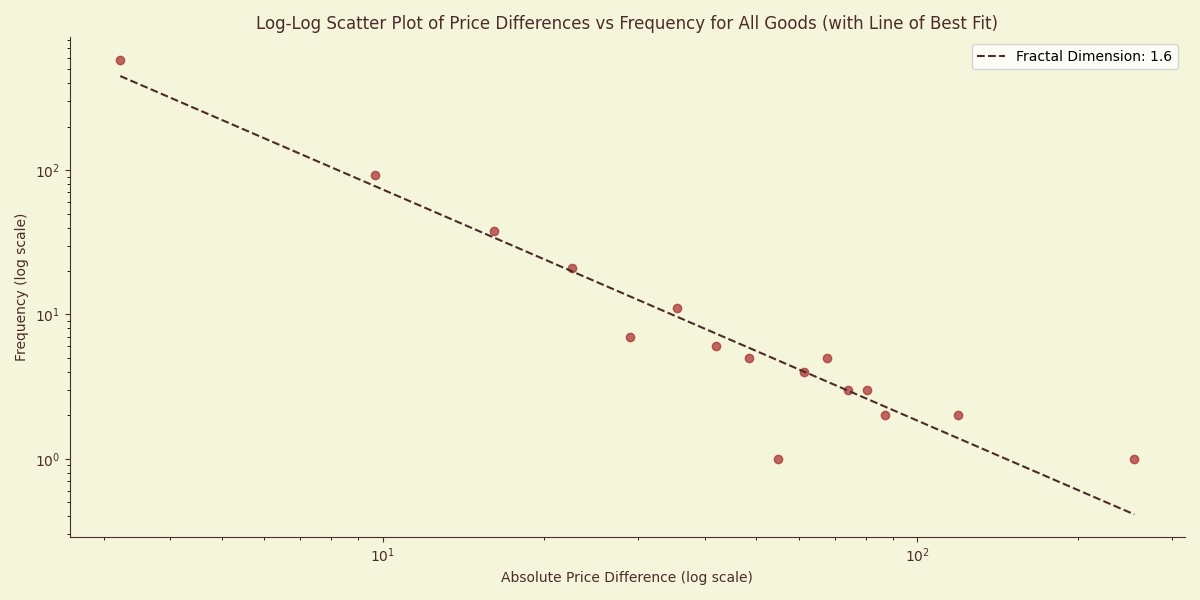 Log-Log Scatter Plot of Price Differences vs Frequency for All Goods (with Line of Best Fit)
Fractal Dimension: 1.6
Frequency (log scale)
10²
10¹
10⁰
10¹
10²
Absolute Price Difference (log scale)